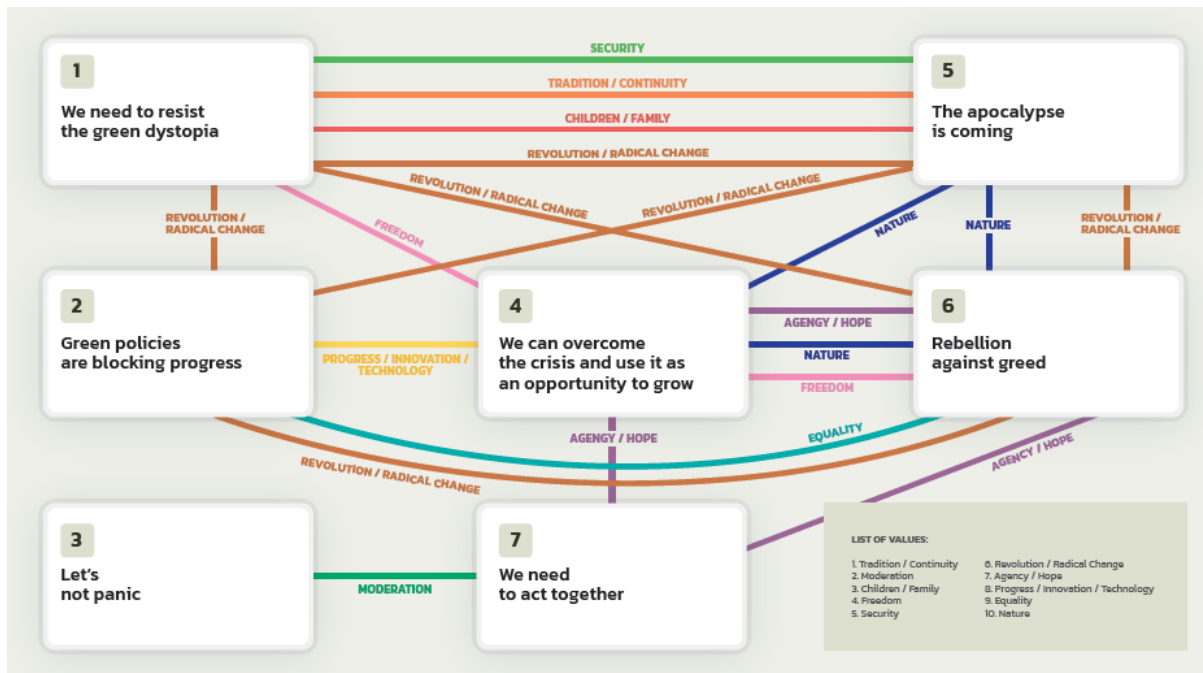 SECURITY
TRADITION / CONTINUITY
CHILDREN / FAMILY
REVOLUTION / RADICAL CHANGE
1
We need to resist
the green dystopia
5
The apocalypse
is coming
REVOLUTION / RADICAL CHANGE
REVOLUTION / RADICAL CHANGE
REVOLUTION /
RADICAL CHANGE
FREEDOM
NATURE
NATURE
REVOLUTION /
RADICAL CHANGE
2
Green policies
are blocking progress
PROGRESS / INNOVATION /
TECHNOLOGY
4
We can overcome
the crisis and use it as
an opportunity to grow
AGENGY / HOPE
NATURE
FREEDOM
6
Rebellion
against greed
AGENGY / HOPE
EQUALITY
REVOLUTION / RADICAL CHANGE
AGENCY / HOPE
3
Let's
not panic
MODERATION
7
We need
to act together
LIST OF VALUES:
1. Tradition / Continuity
2. Moderation
3. Children / Family
4. Freedom
5. Security
6. Revolution / Radical Change
7. Agency / Hope
8. Progress / Innovation / Technology
9. Equality
10. Nature